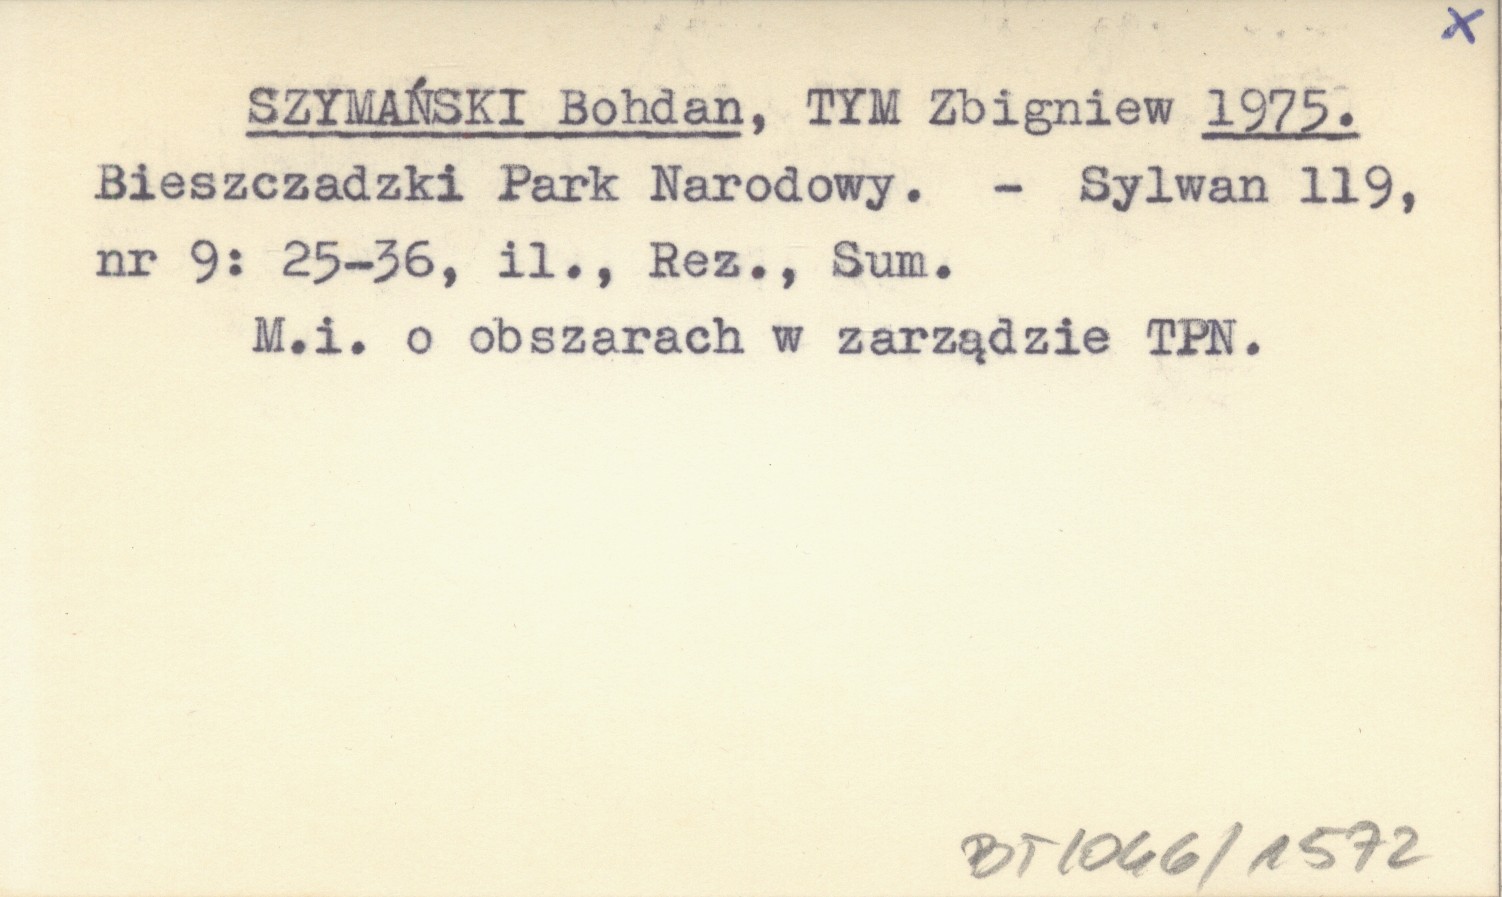 x
SZYMAŃSKI Bohdan, TYM Zbigniew 1975.
Bieszczadzki Park Narodowy. - Sylwan 119,
nr 9: 25-36, il., Rez., Sum.
M.i. o obszarach w zarządzie TPN.
BT1066/1572